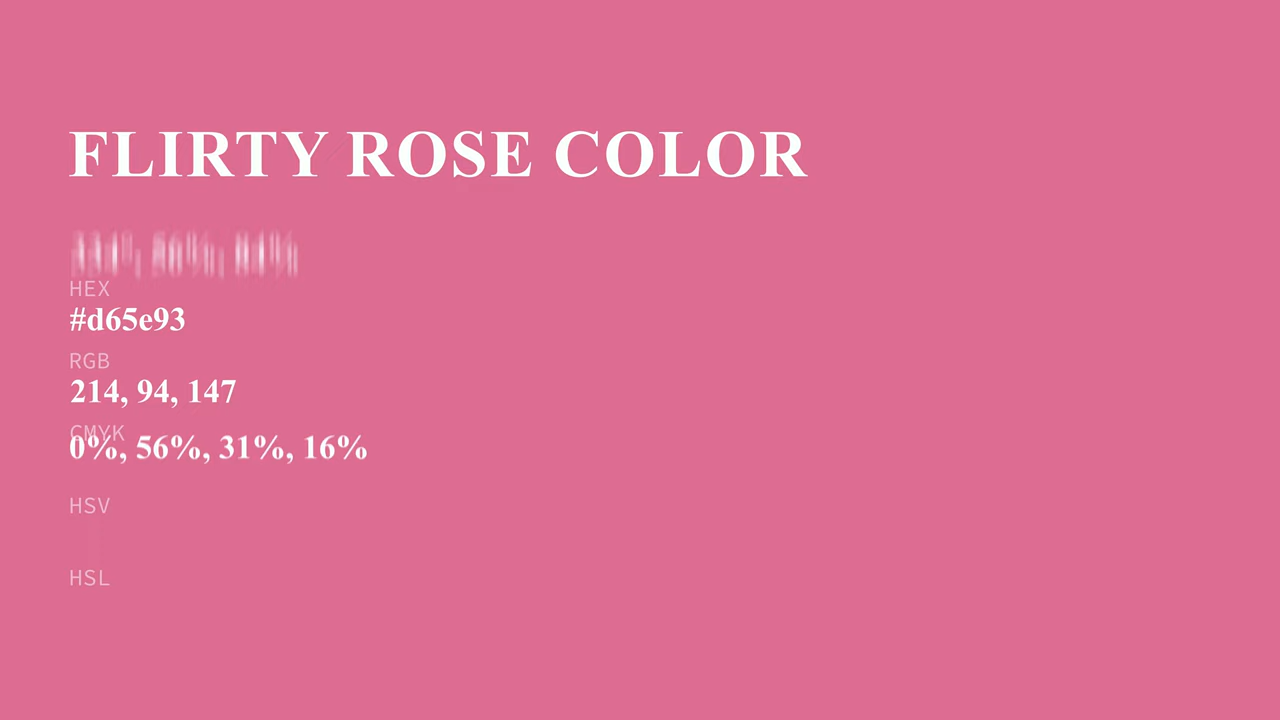 FLIRTY ROSE COLOR
HEX
#d65e93
RGB
214, 94, 147
CMYK
0%, 56%, 31%, 16%
HSV
HSL